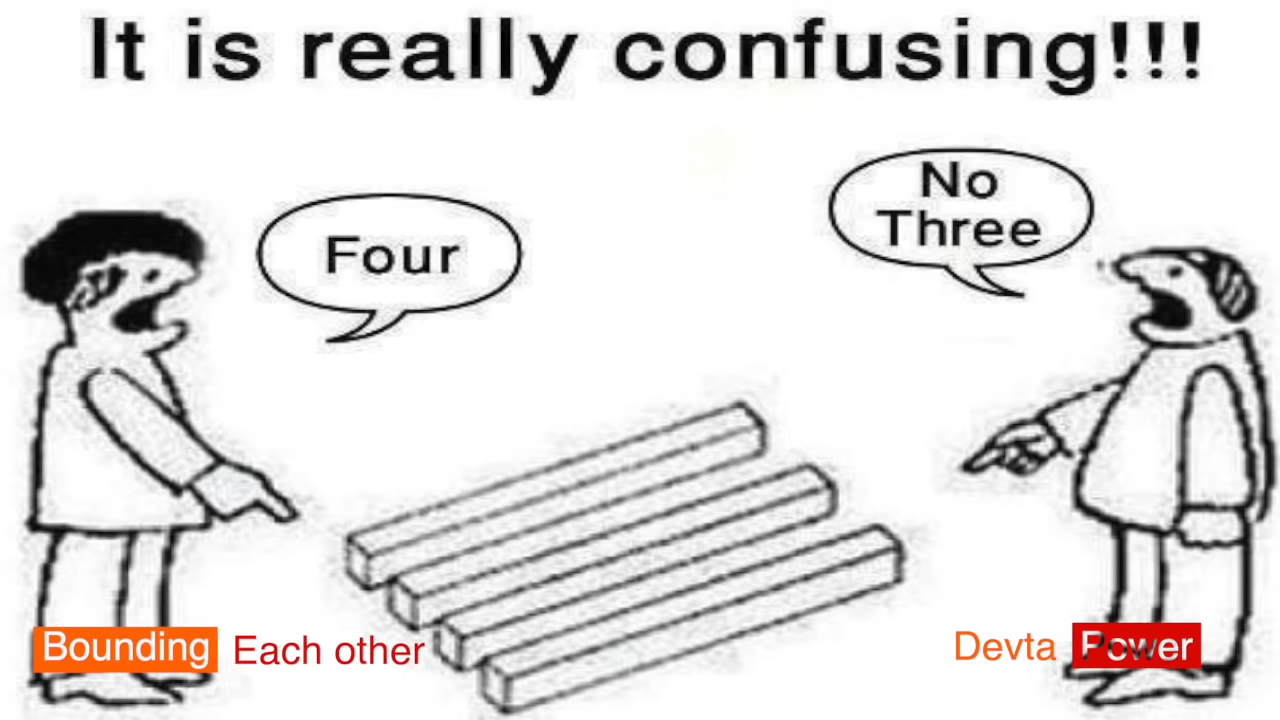 It is really confusing!!!
Four
No
Three
Bounding Each other
Devta Power